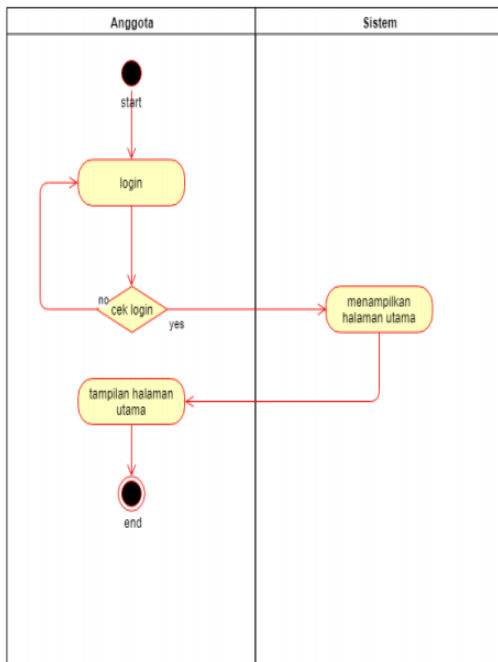 Anggota
Sistem
start
login
no
cek login
yes
menampilkan
halaman utama
tampilan halaman
utama
end